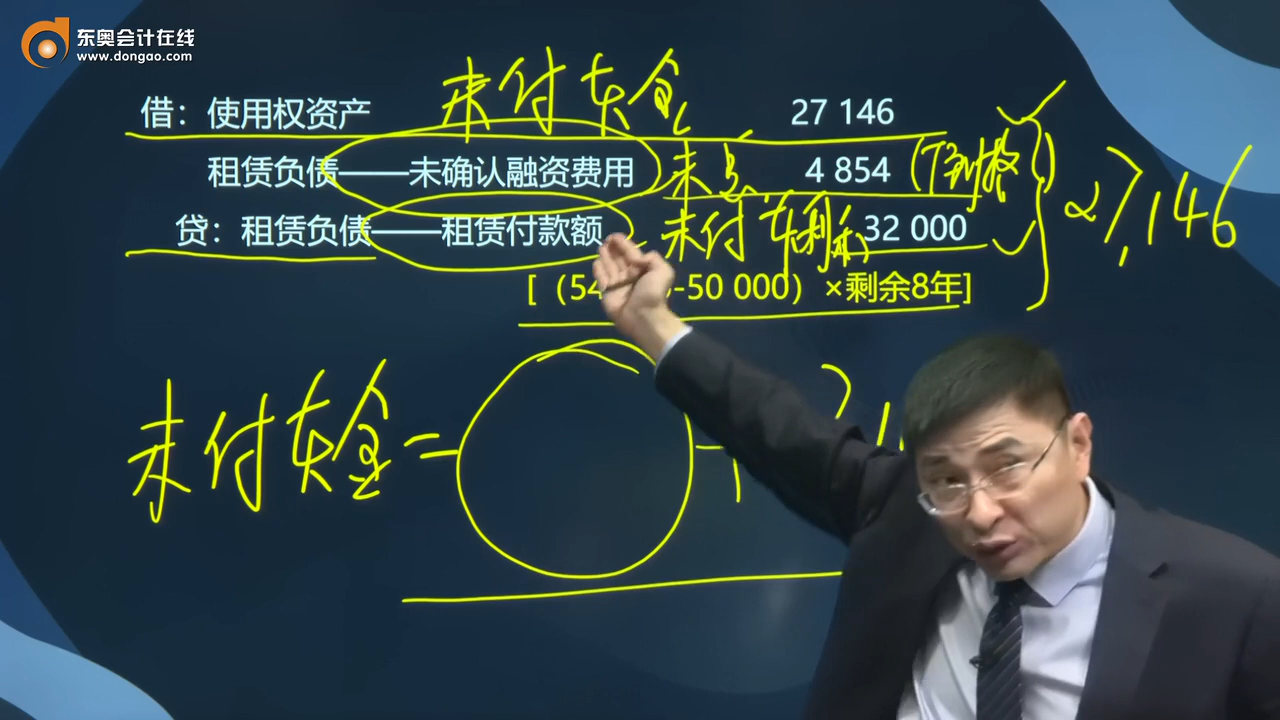 东奥会计在线
www.dongao.com
未付本金
借：使用权资产 27 146
租赁负债——未确认融资费用 未 4 854
贷：租赁负债——租赁付款额 未付本利和 32 000
27,146
[（54 -50 000）×剩余8年]
未付本金=